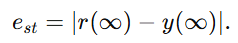 e_{st} = |r(∞) − y(∞)|.